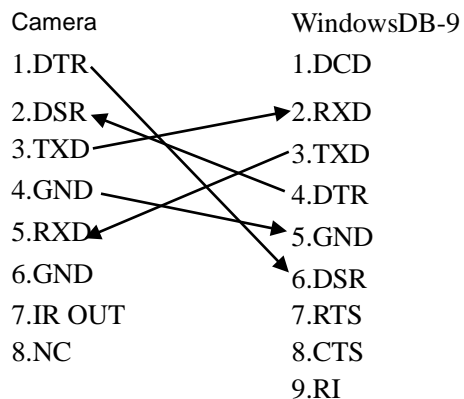 Camera
1.DTR
2.DSR
3.TXD
4.GND
5.RXD
6.GND
7.IR OUT
8.NC
WindowsDB-9
1.DCD
2.RXD
3.TXD
4.DTR
5.GND
6.DSR
7.RTS
8.CTS
9.RI